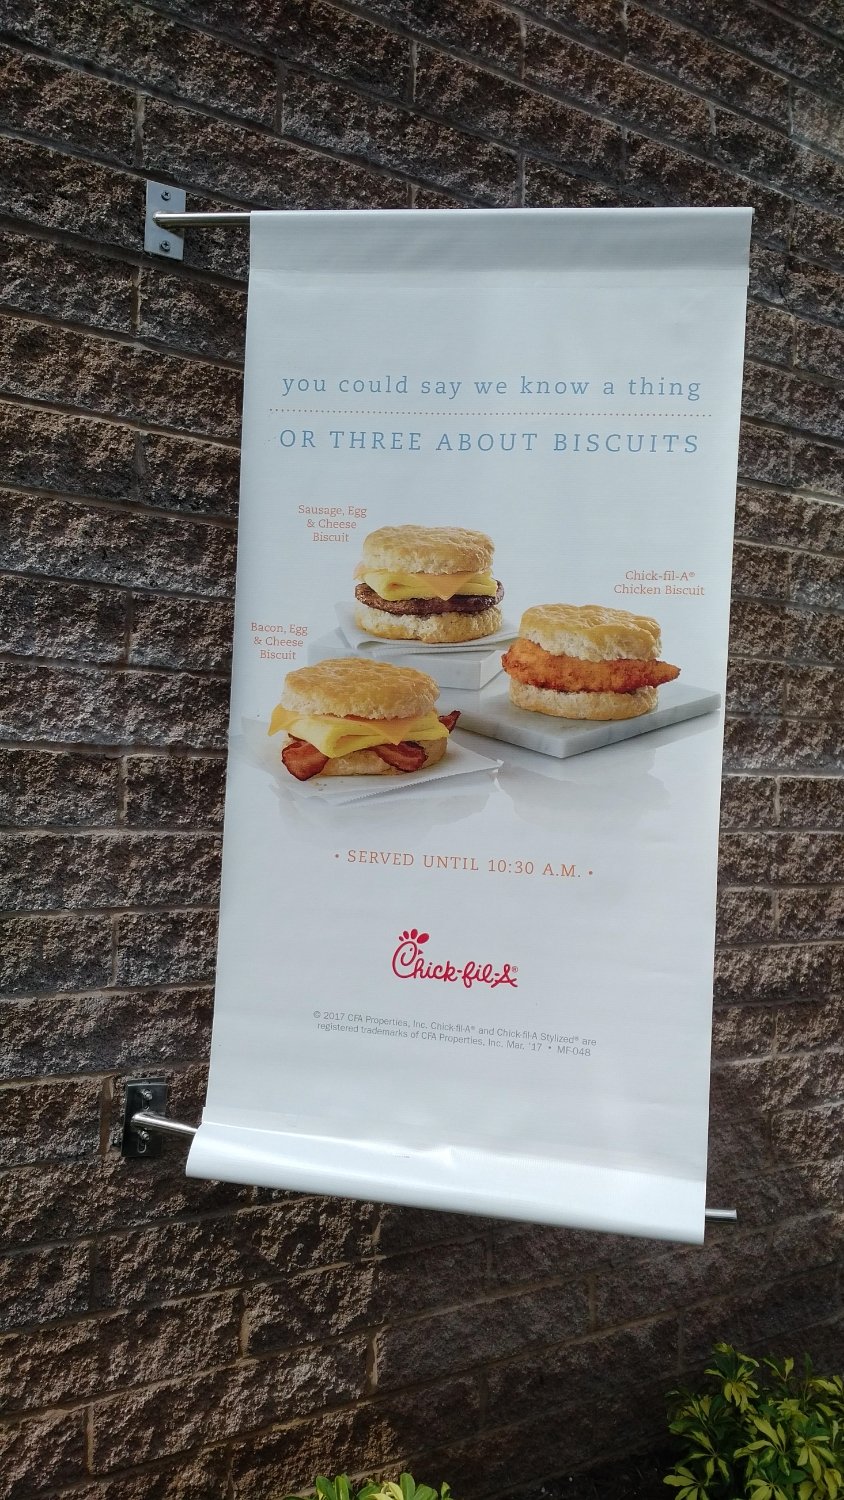 you could say we know a thing
OR THREE ABOUT BISCUITS
Sausage, Egg
& Cheese
Biscuit
Chick-fil-A®
Chicken Biscuit
Bacon, Egg
& Cheese
Biscuit
• SERVED UNTIL 10:30 A.M. •
Chick-fil-A®
© 2017 CFA Properties, Inc. Chick-fil-A® and Chick-fil-A Stylized® are
registered trademarks of CFA Properties, Inc. Mar. '17 • MF-048